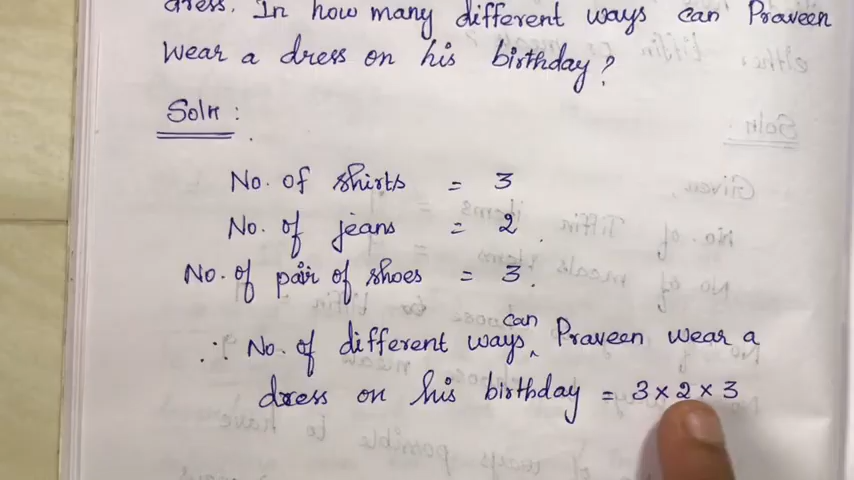 dress. In how many different ways can Praveen
Wear a dress on his birthday?
Soln :
No. of shirts = 3
No. of jeans = 2.
No. of pair of shoes = 3.
∴ No. of different ways can Praveen wear a
dress on his birthday = 3 × 2 × 3